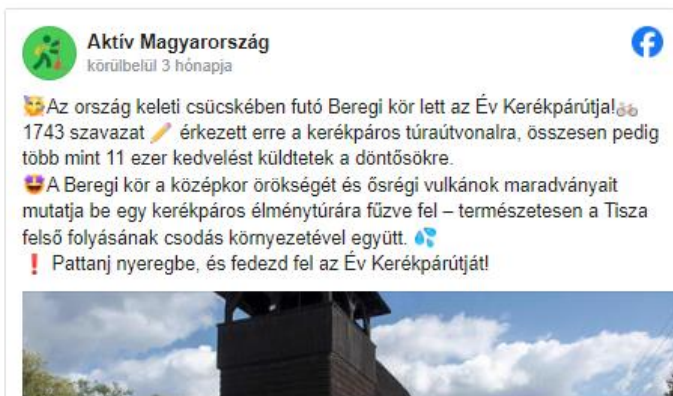 Aktív Magyarország
körülbelül 3 hónapja
🥳Az ország keleti csücskében futó Beregi kör lett az Év Kerékpárútja!🚲
1743 szavazat 🖍️ érkezett erre a kerékpáros túraútvonalra, összesen pedig
több mint 11 ezer kedvelést küldtetek a döntősökre.
🤩A Beregi kör a középkor örökségét és ősrégi vulkánok maradványait
mutatja be egy kerékpáros élménytúrára fűzve fel – természetesen a Tisza
felső folyásának csodás környezetével együtt. 💦
❗ Pattanj nyeregbe, és fedezd fel az Év Kerékpárútját!